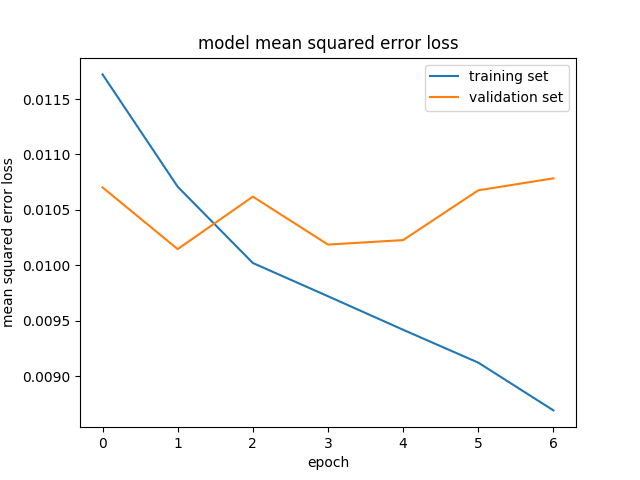 model mean squared error loss
training set
validation set
mean squared error loss
0.0115
0.0110
0.0105
0.0100
0.0095
0.0090
0 1 2 3 4 5 6
epoch